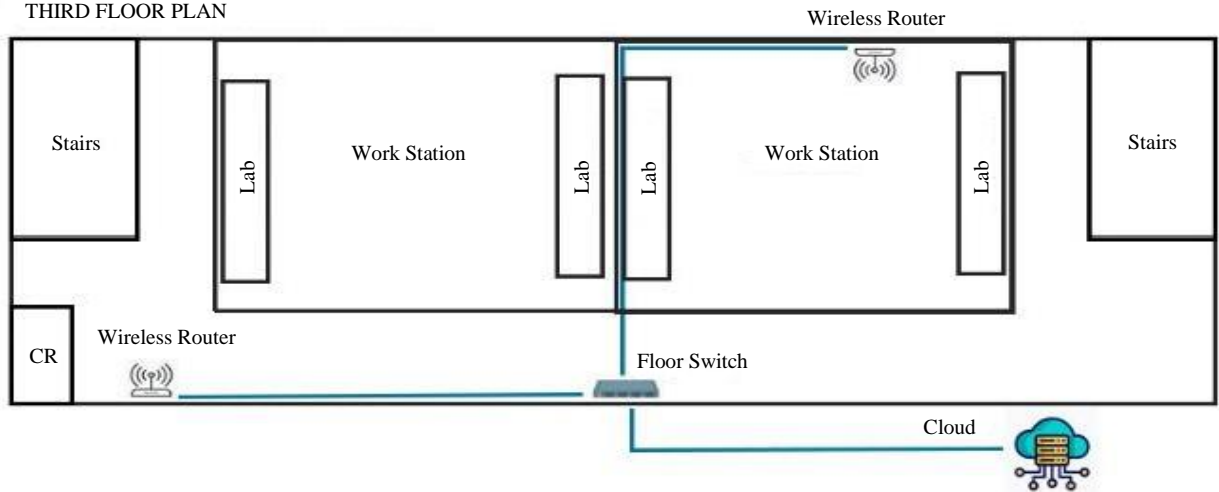 THIRD FLOOR PLAN
Wireless Router
Stairs
Lab
Work Station
Lab
Lab
Work Station
Lab
Stairs
CR
Wireless Router
Floor Switch
Cloud